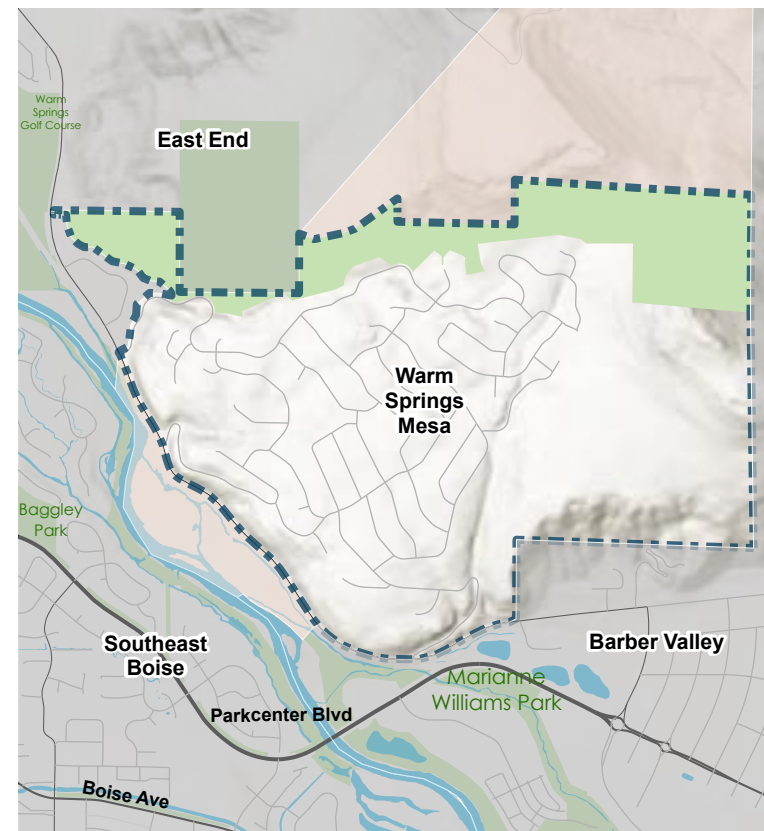 Warm
Springs
Golf Course
East End
Warm
Springs
Mesa
Baggley
Park
Southeast
Boise
Barber Valley
Marianne
Williams Park
Parkcenter Blvd
Boise Ave